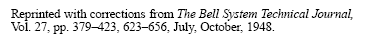 Reprinted with corrections from The Bell System Technical Journal,
Vol. 27, pp. 379–423, 623–656, July, October, 1948.